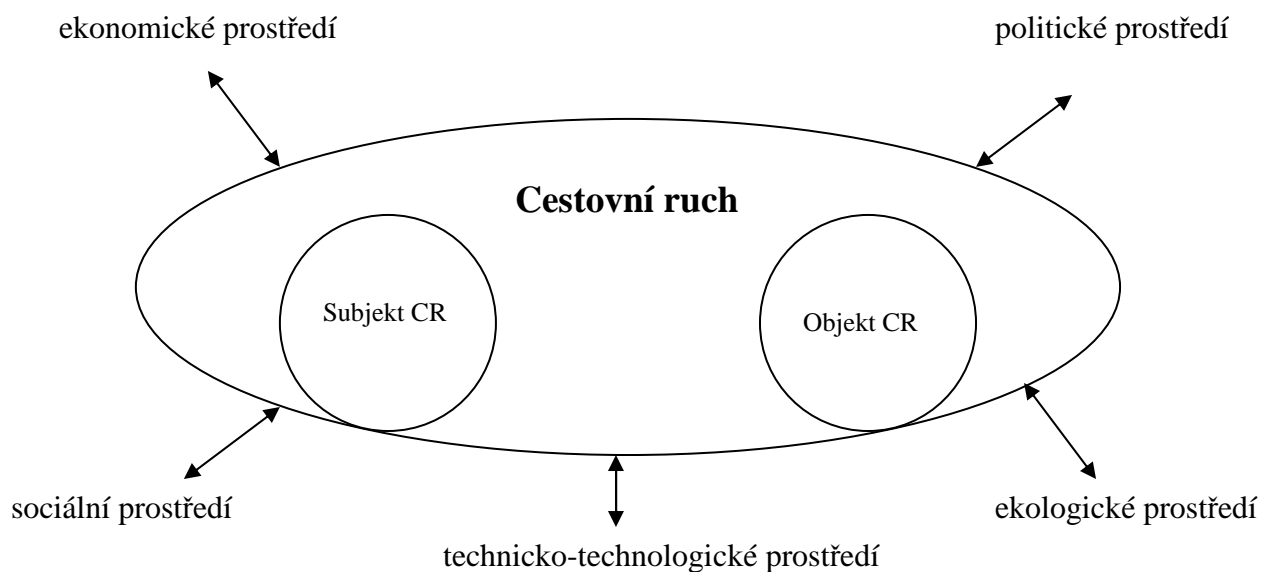 ekonomické prostředí
politické prostředí
Cestovní ruch
Subjekt CR
Objekt CR
sociální prostředí
ekologické prostředí
technicko-technologické prostředí